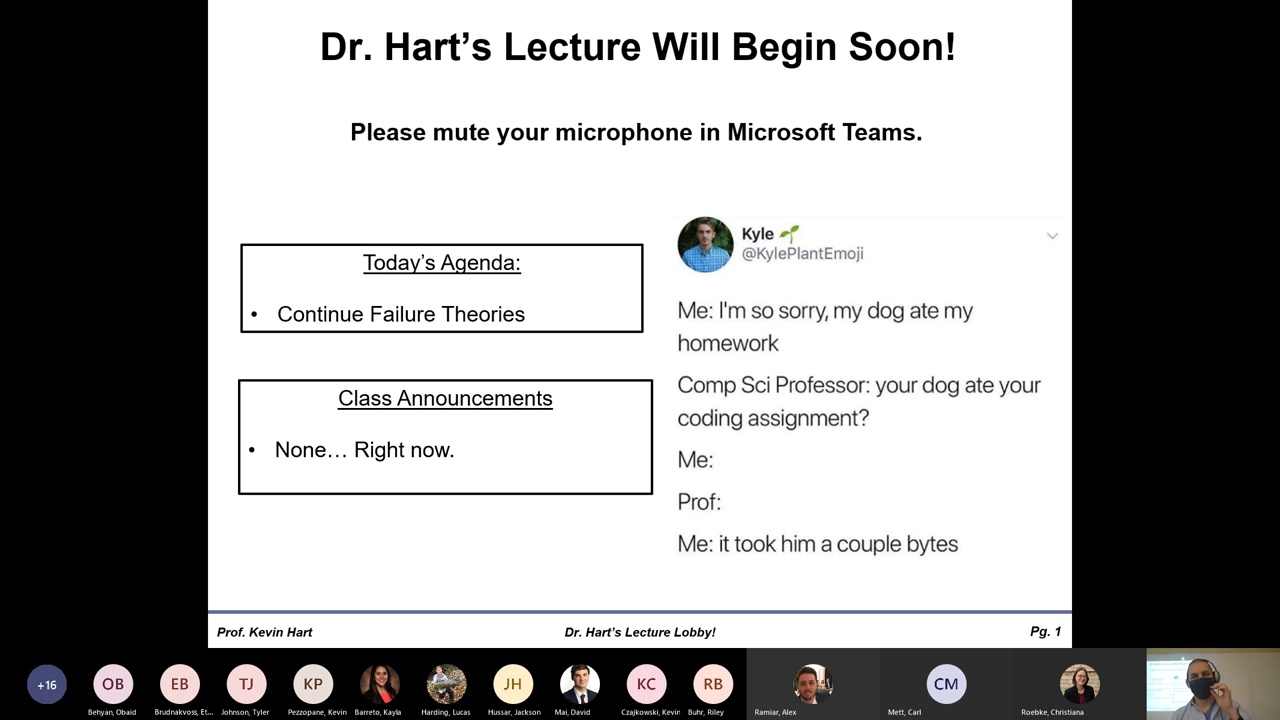 Dr. Hart’s Lecture Will Begin Soon!
Please mute your microphone in Microsoft Teams.
Today’s Agenda:
• Continue Failure Theories
Class Announcements
• None… Right now.
Kyle 🌱
@KylePlantEmoji
Me: I'm so sorry, my dog ate my
homework
Comp Sci Professor: your dog ate your
coding assignment?
Me:
Prof:
Me: it took him a couple bytes
Prof. Kevin Hart
Dr. Hart’s Lecture Lobby!
Pg. 1
+16
OB
EB
TJ
KP
JH
KC
RB
CM
Behyan, Obaid
Brudnakvoss, Et...
Johnson, Tyler
Pezzopane, Kevin
Barreto, Kayla
Harding, Lucas
Hussar, Jackson
Mai, David
Czajkowski, Kevin
Buhr, Riley
Ramiar, Alex
Mett, Carl
Roebke, Christiana